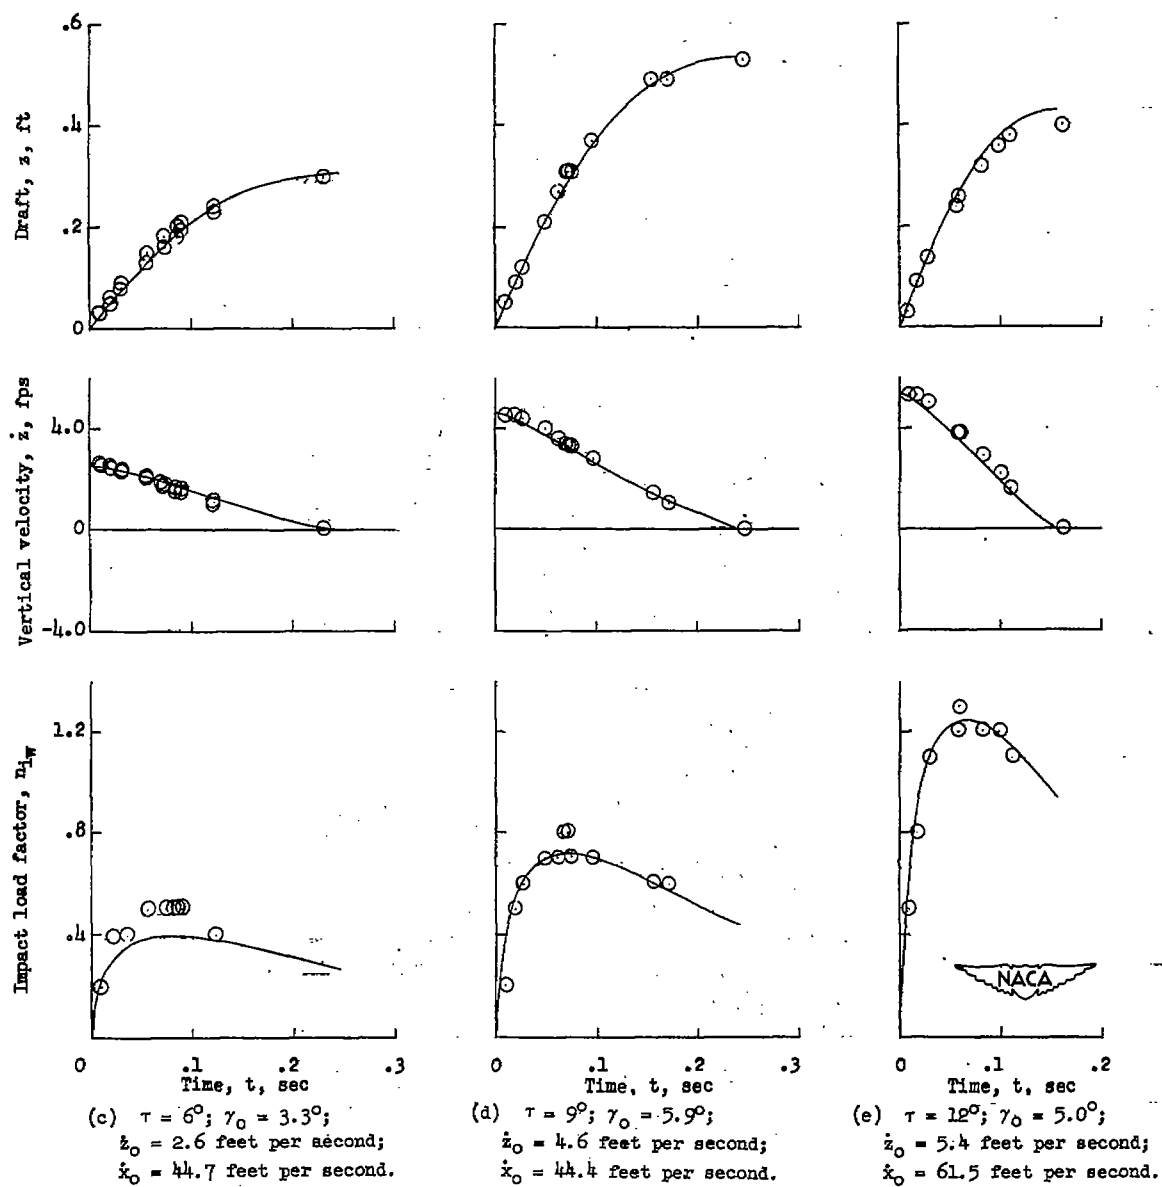 .6
.4
.2
0
Draft, z, ft
4.0
0
-4.0
Vertical velocity, ż, fps
1.2
.8
.4
Impact load factor, n_iw
NACA
0 .1 .2 .3
Time, t, sec
0 .1 .2 .3
Time, t, sec
0 .1 .2
Time, t, sec
(c) τ = 6°; γ₀ = 3.3°;
ż₀ = 2.6 feet per second;
ẋ₀ = 44.7 feet per second.
(d) τ = 9°; γ₀ = 5.9°;
ż₀ = 4.6 feet per second;
ẋ₀ = 44.4 feet per second.
(e) τ = 12°; γ₀ = 5.0°;
ż₀ = 5.4 feet per second;
ẋ₀ = 61.5 feet per second.